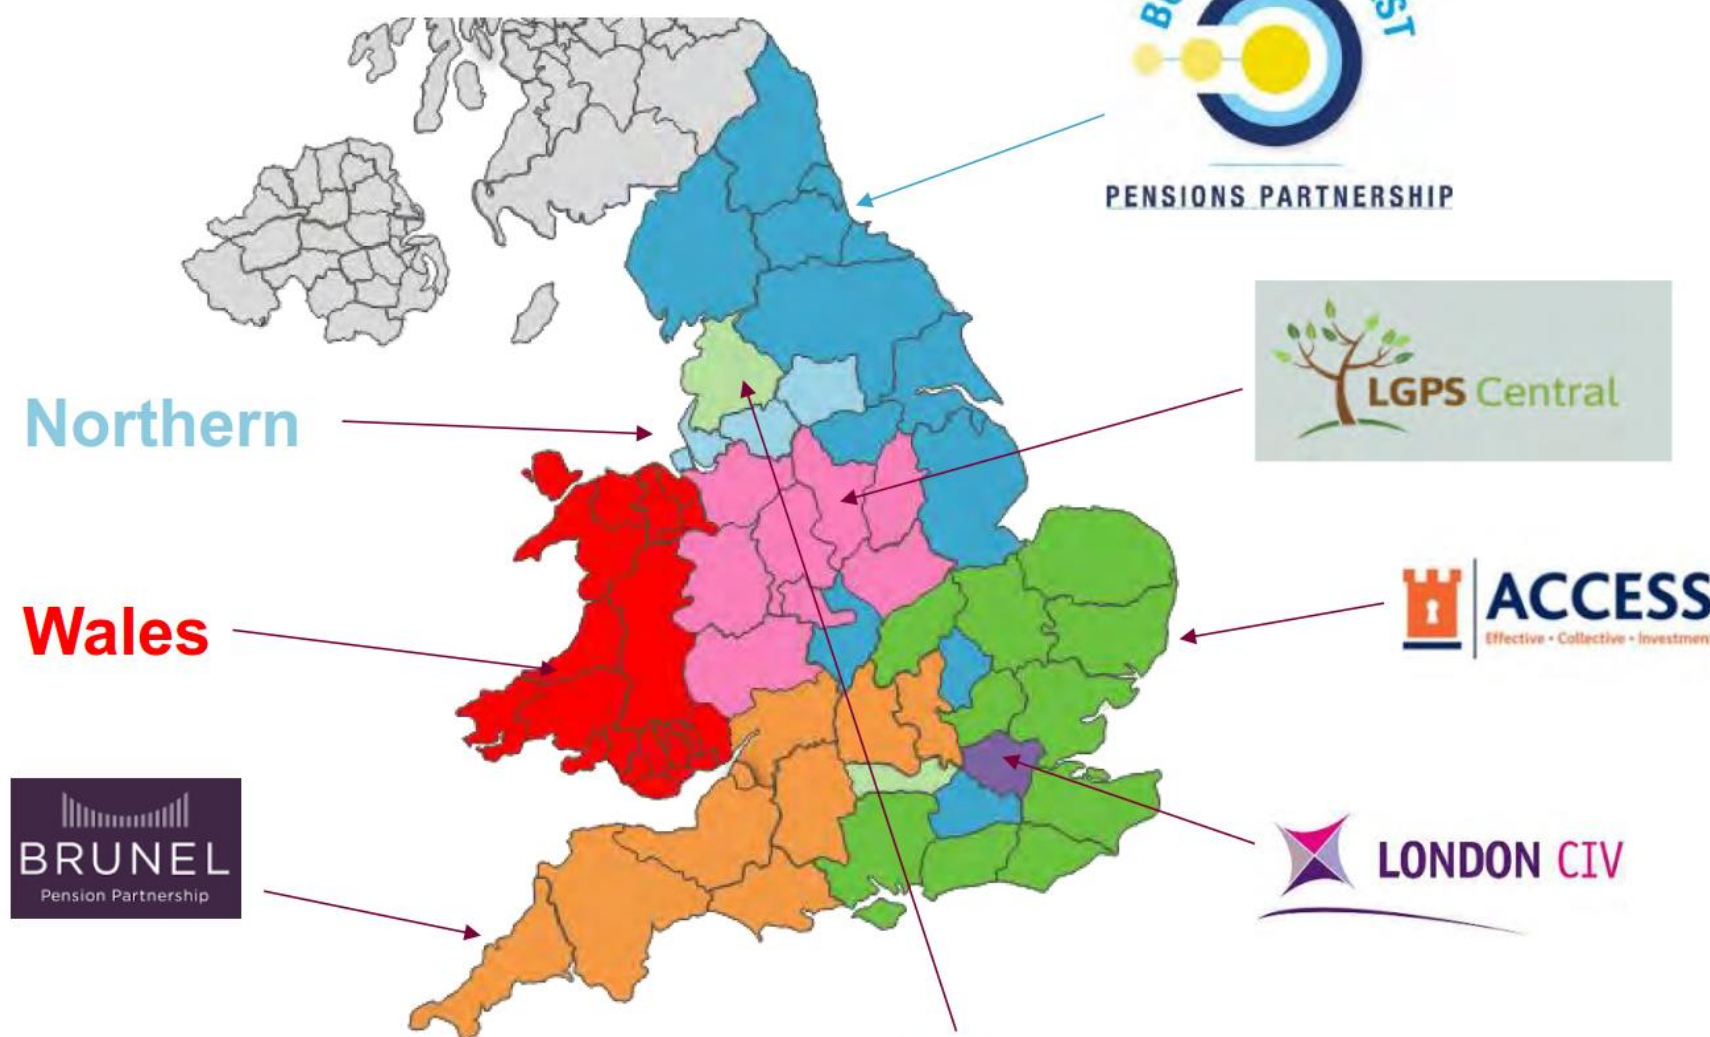 PENSIONS PARTNERSHIP
LGPS Central
Northern
ACCESS
Effective • Collective • Investment
Wales
BRUNEL
Pension Partnership
LONDON CIV